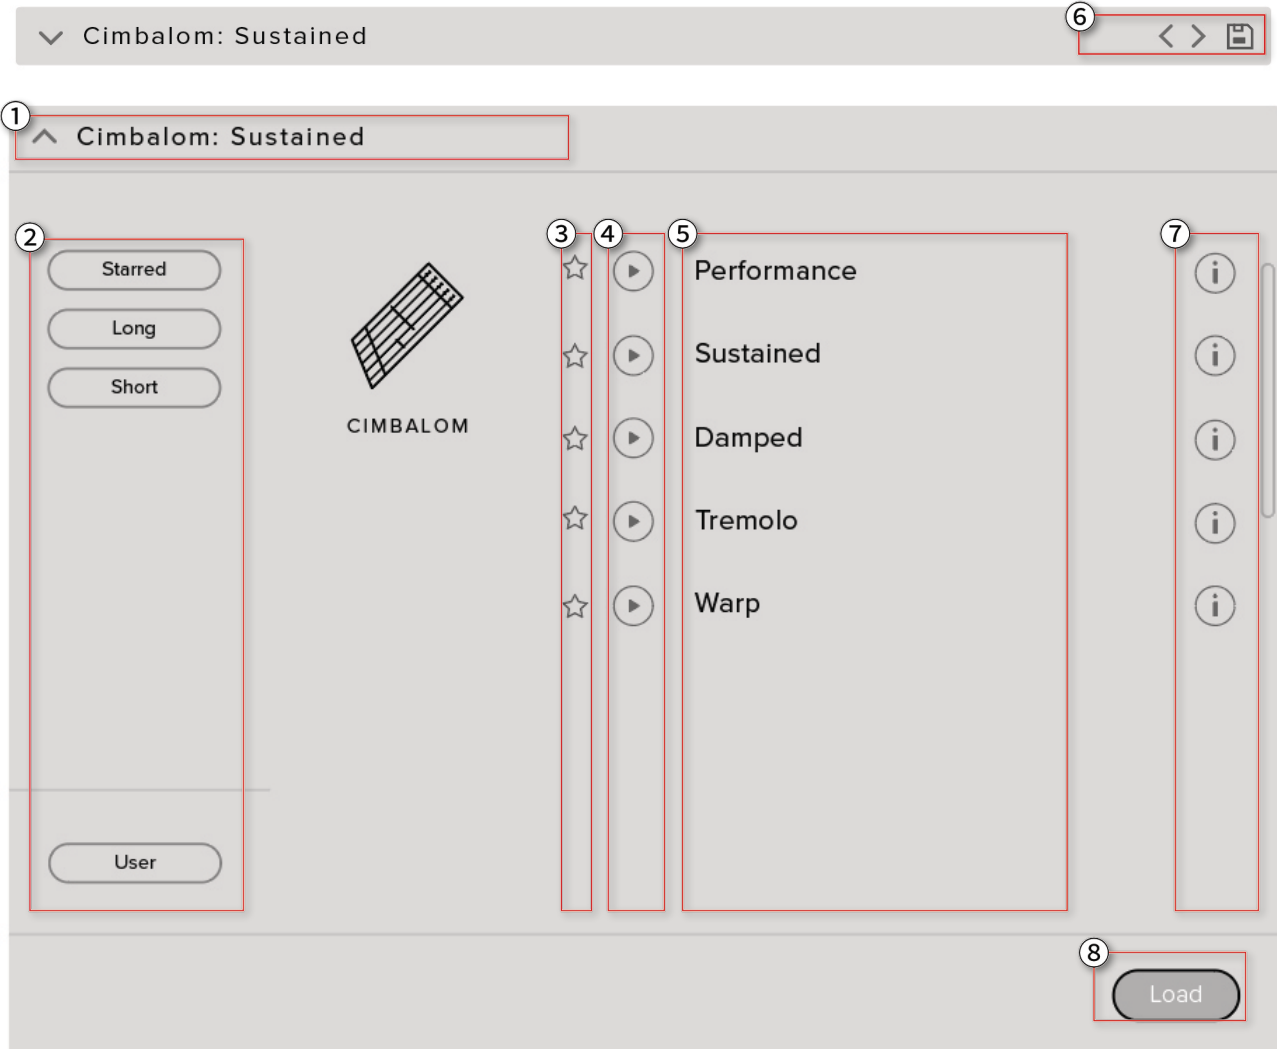 6
Cimbalom: Sustained
1
Cimbalom: Sustained
2
3
4
5
7
Starred
Long
Short
CIMBALOM
Performance
Sustained
Damped
Tremolo
Warp
User
8
Load